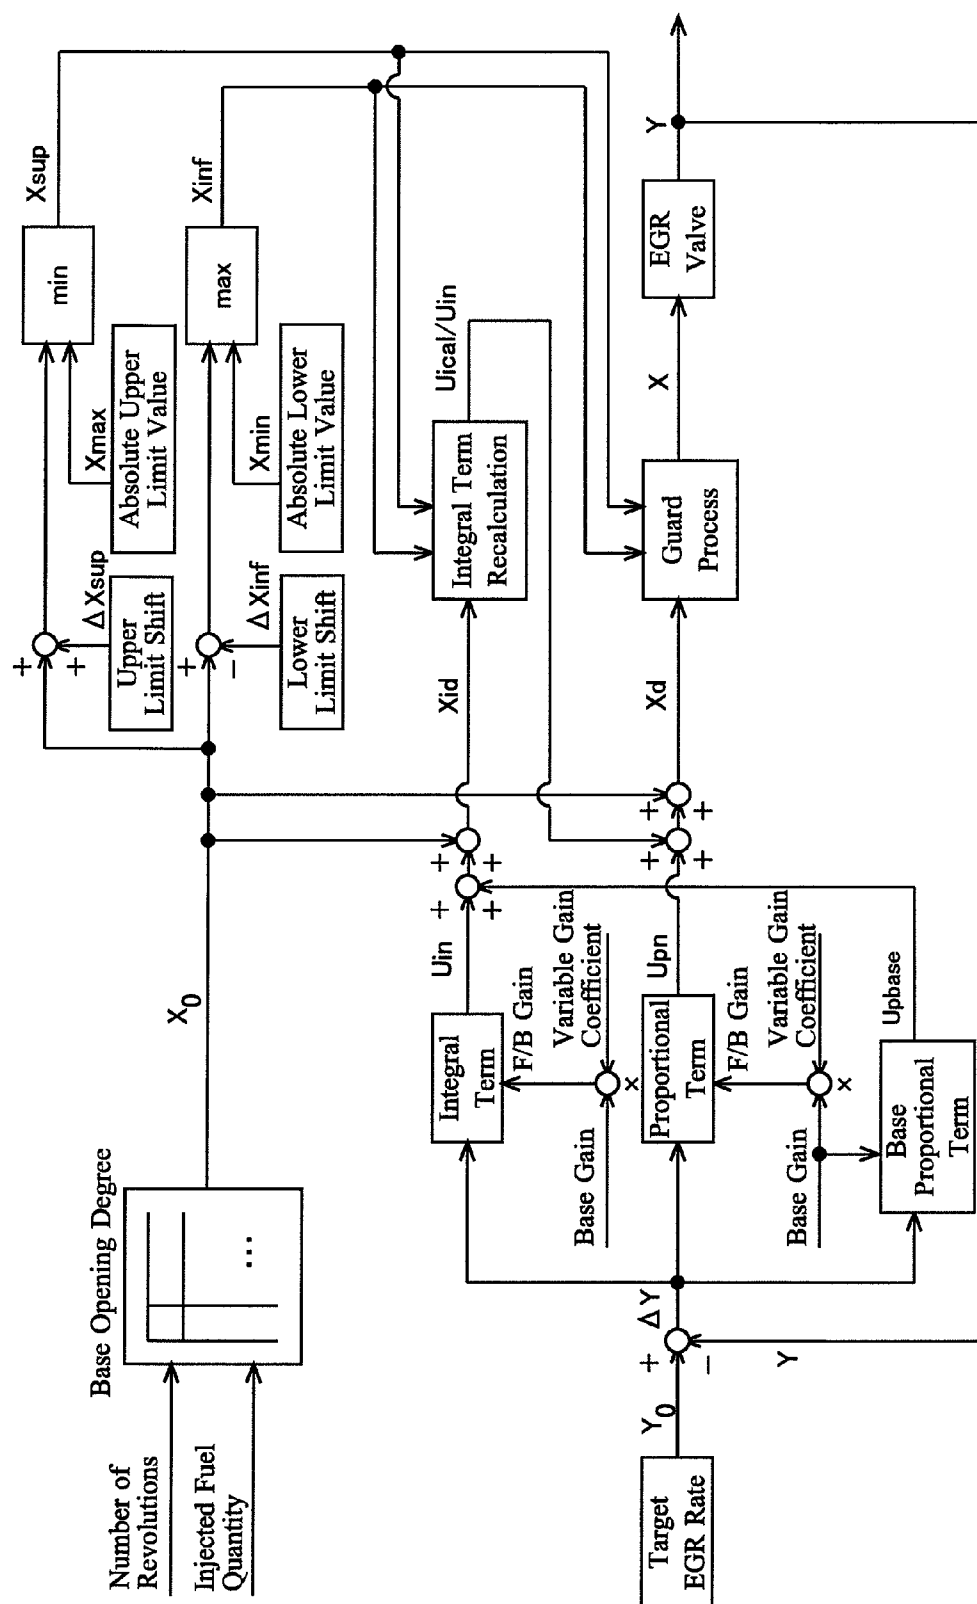 Number of
Revolutions
Injected Fuel
Quantity
Base Opening Degree
...
X0
+
+
ΔXsup
Upper
Limit Shift
Xmax
Absolute Upper
Limit Value
min
Xsup
+
−
ΔXinf
Lower
Limit Shift
Xmin
Absolute Lower
Limit Value
max
Xinf
Integral
Term
Uin
F/B Gain
Variable Gain
Coefficient
×
Base Gain
+
+
+
+
Xid
Integral Term
Recalculation
Uical/Uin
Target
EGR Rate
Y0
+
−
ΔY
Y
Proportional
Term
Upn
F/B Gain
Variable Gain
Coefficient
×
Base Gain
+
+
+
+
Xd
Guard
Process
X
EGR
Valve
Y
Base
Proportional
Term
Upbase